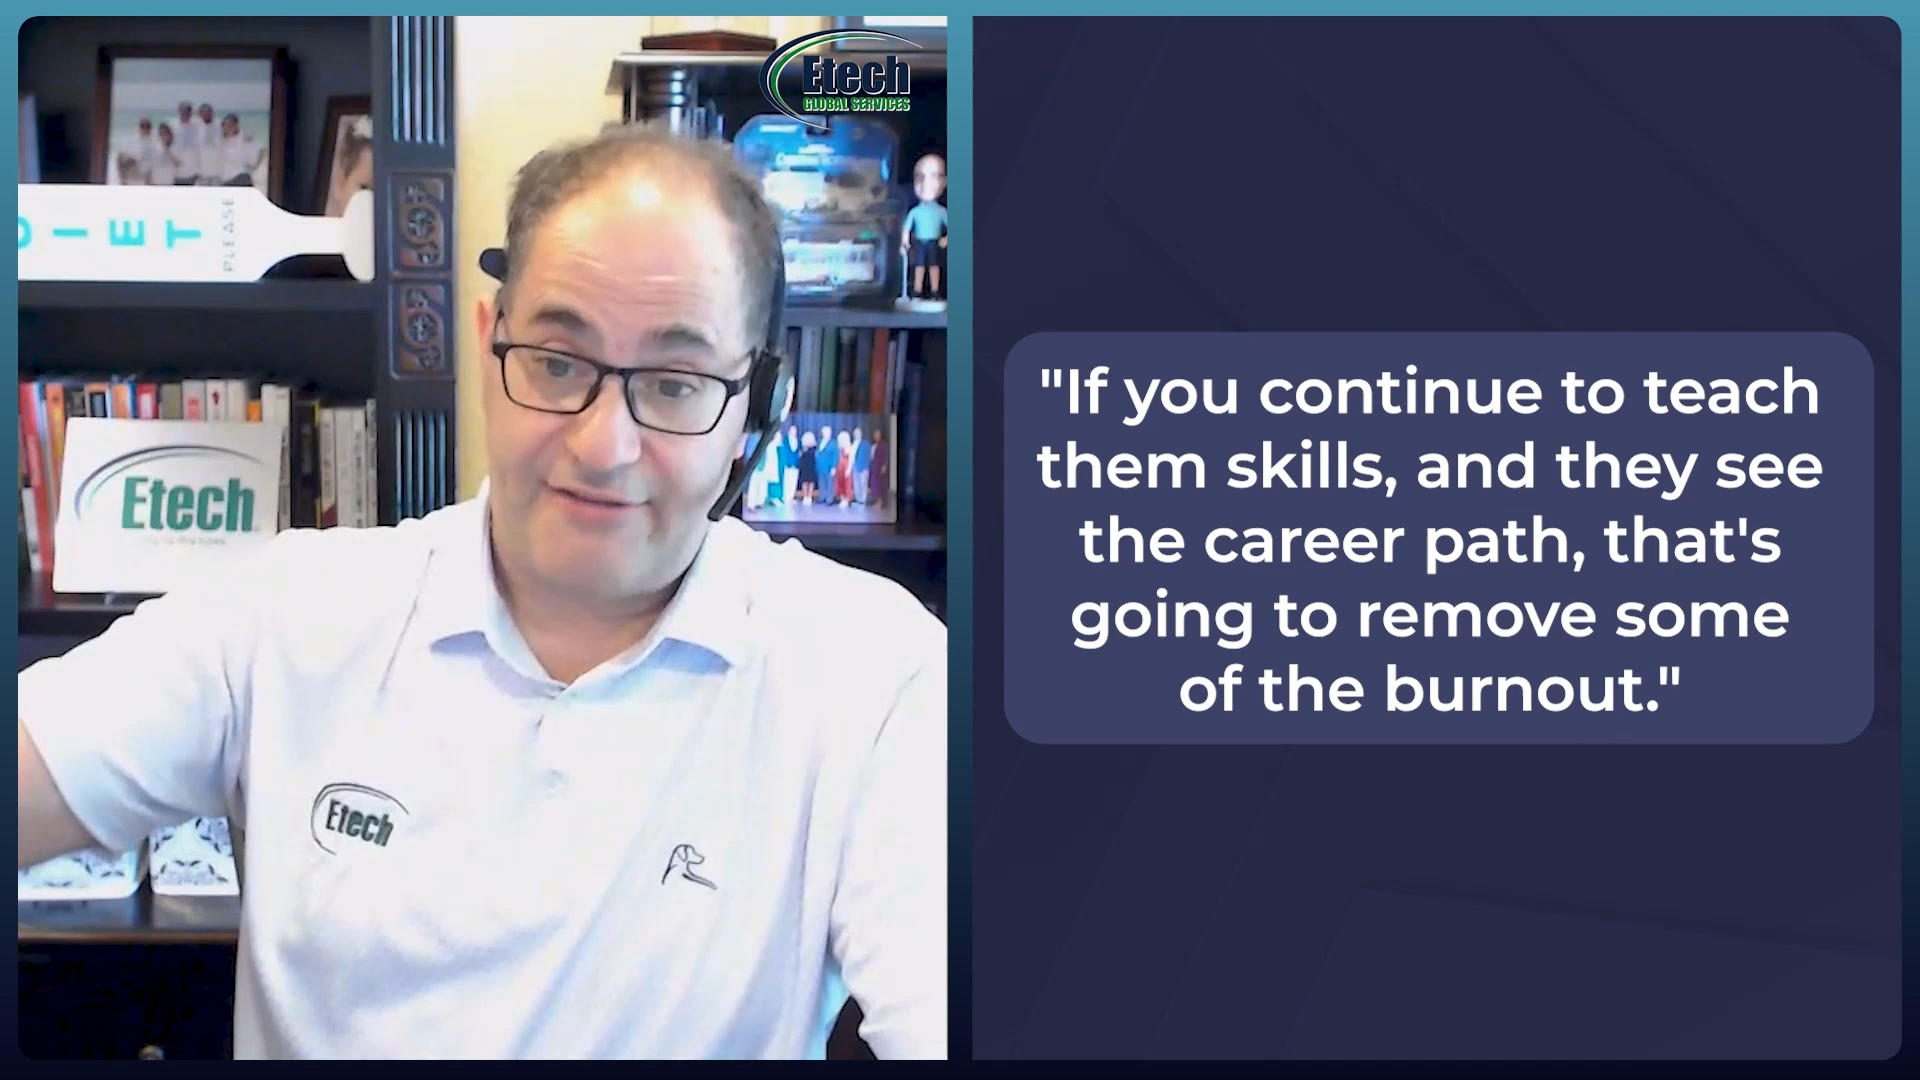 Etech
GLOBAL SERVICES
IET
PLEASE
Etech
Etech
"If you continue to teach
them skills, and they see
the career path, that's
going to remove some
of the burnout."